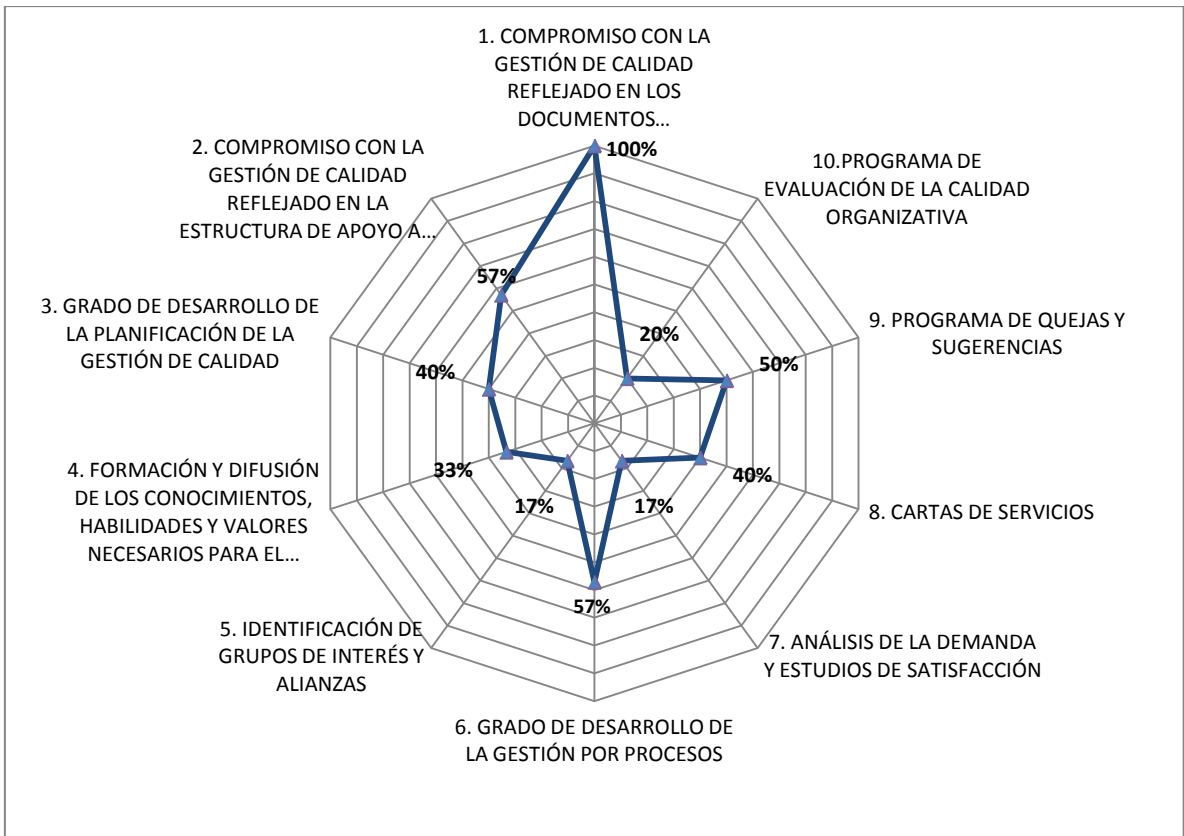 1. COMPROMISO CON LA
GESTIÓN DE CALIDAD
REFLEJADO EN LOS
DOCUMENTOS...
100%
2. COMPROMISO CON LA
GESTIÓN DE CALIDAD
REFLEJADO EN LA
ESTRUCTURA DE APOYO A...
57%
3. GRADO DE DESARROLLO DE
LA PLANIFICACIÓN DE LA
GESTIÓN DE CALIDAD
40%
4. FORMACIÓN Y DIFUSIÓN
DE LOS CONOCIMIENTOS,
HABILIDADES Y VALORES
NECESARIOS PARA EL...
33%
5. IDENTIFICACIÓN DE
GRUPOS DE INTERÉS Y
ALIANZAS
17%
6. GRADO DE DESARROLLO DE
LA GESTIÓN POR PROCESOS
57%
7. ANÁLISIS DE LA DEMANDA
Y ESTUDIOS DE SATISFACCIÓN
17%
8. CARTAS DE SERVICIOS
40%
9. PROGRAMA DE QUEJAS Y
SUGERENCIAS
50%
10.PROGRAMA DE
EVALUACIÓN DE LA CALIDAD
ORGANIZATIVA
20%